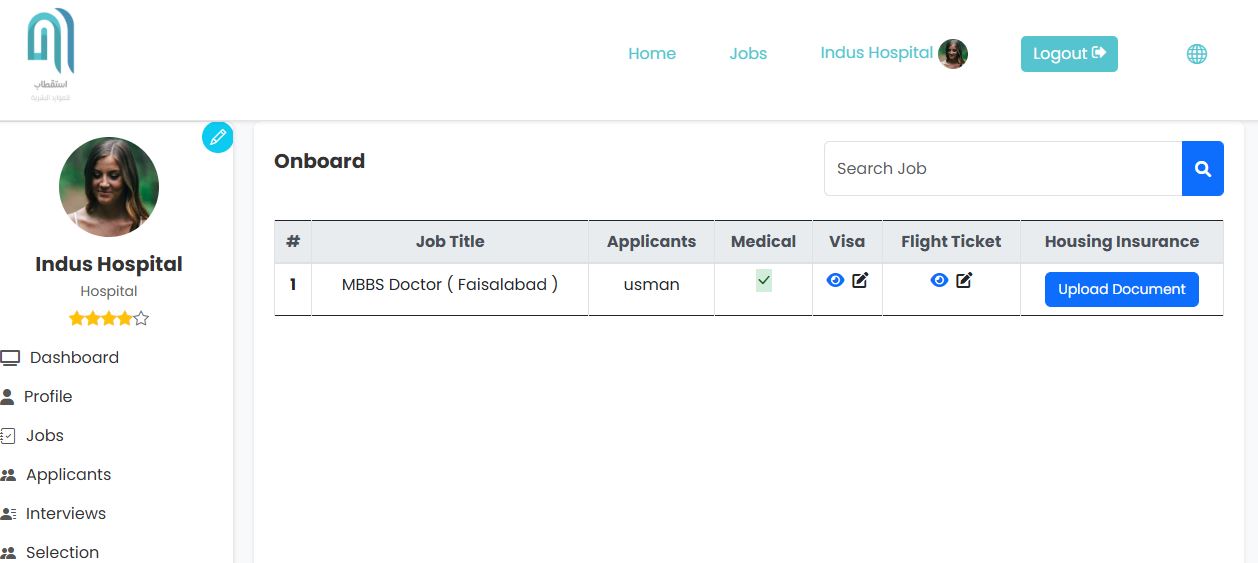 استقطاب
للموارد البشرية
Home
Jobs
Indus Hospital
Logout
Indus Hospital
Hospital
Dashboard
Profile
Jobs
Applicants
Interviews
Selection
Onboard
Search Job
# Job Title Applicants Medical Visa Flight Ticket Housing Insurance
1 MBBS Doctor ( Faisalabad ) usman Upload Document